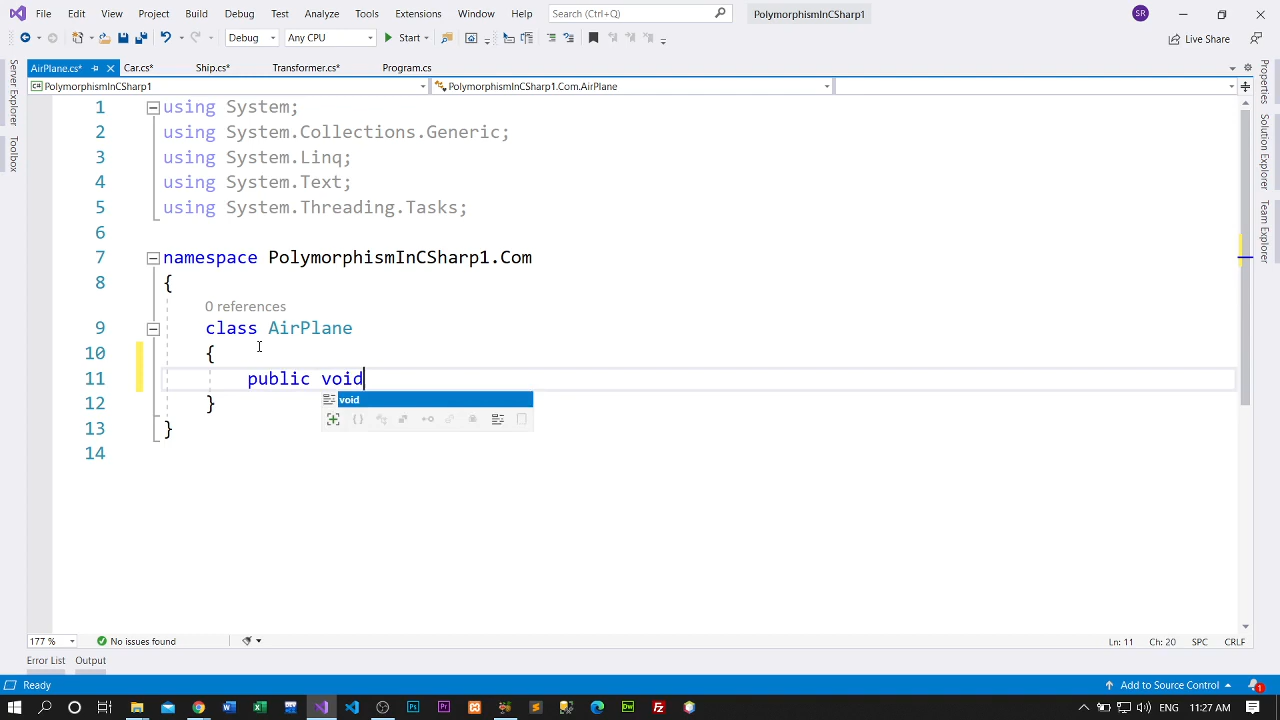 File Edit View Project Build Debug Test Analyze Tools Extensions Window Help Search (Ctrl+Q) PolymorphismInCSharp1 SR
Debug Any CPU Start Live Share
AirPlane.cs* Car.cs* Ship.cs* Transformer.cs* Program.cs
PolymorphismInCSharp1 PolymorphismInCSharp1.Com.AirPlane
Server Explorer
Toolbox
Properties
Solution Explorer
Team Explorer
1 using System;
2 using System.Collections.Generic;
3 using System.Linq;
4 using System.Text;
5 using System.Threading.Tasks;
6
7 namespace PolymorphismInCSharp1.Com
8 {
0 references
9 class AirPlane
10 {
11 public void
void
12 }
13 }
14
177 % No issues found Ln: 11 Ch: 20 SPC CRLF
Error List Output
Ready Add to Source Control 1
ENG 11:27 AM